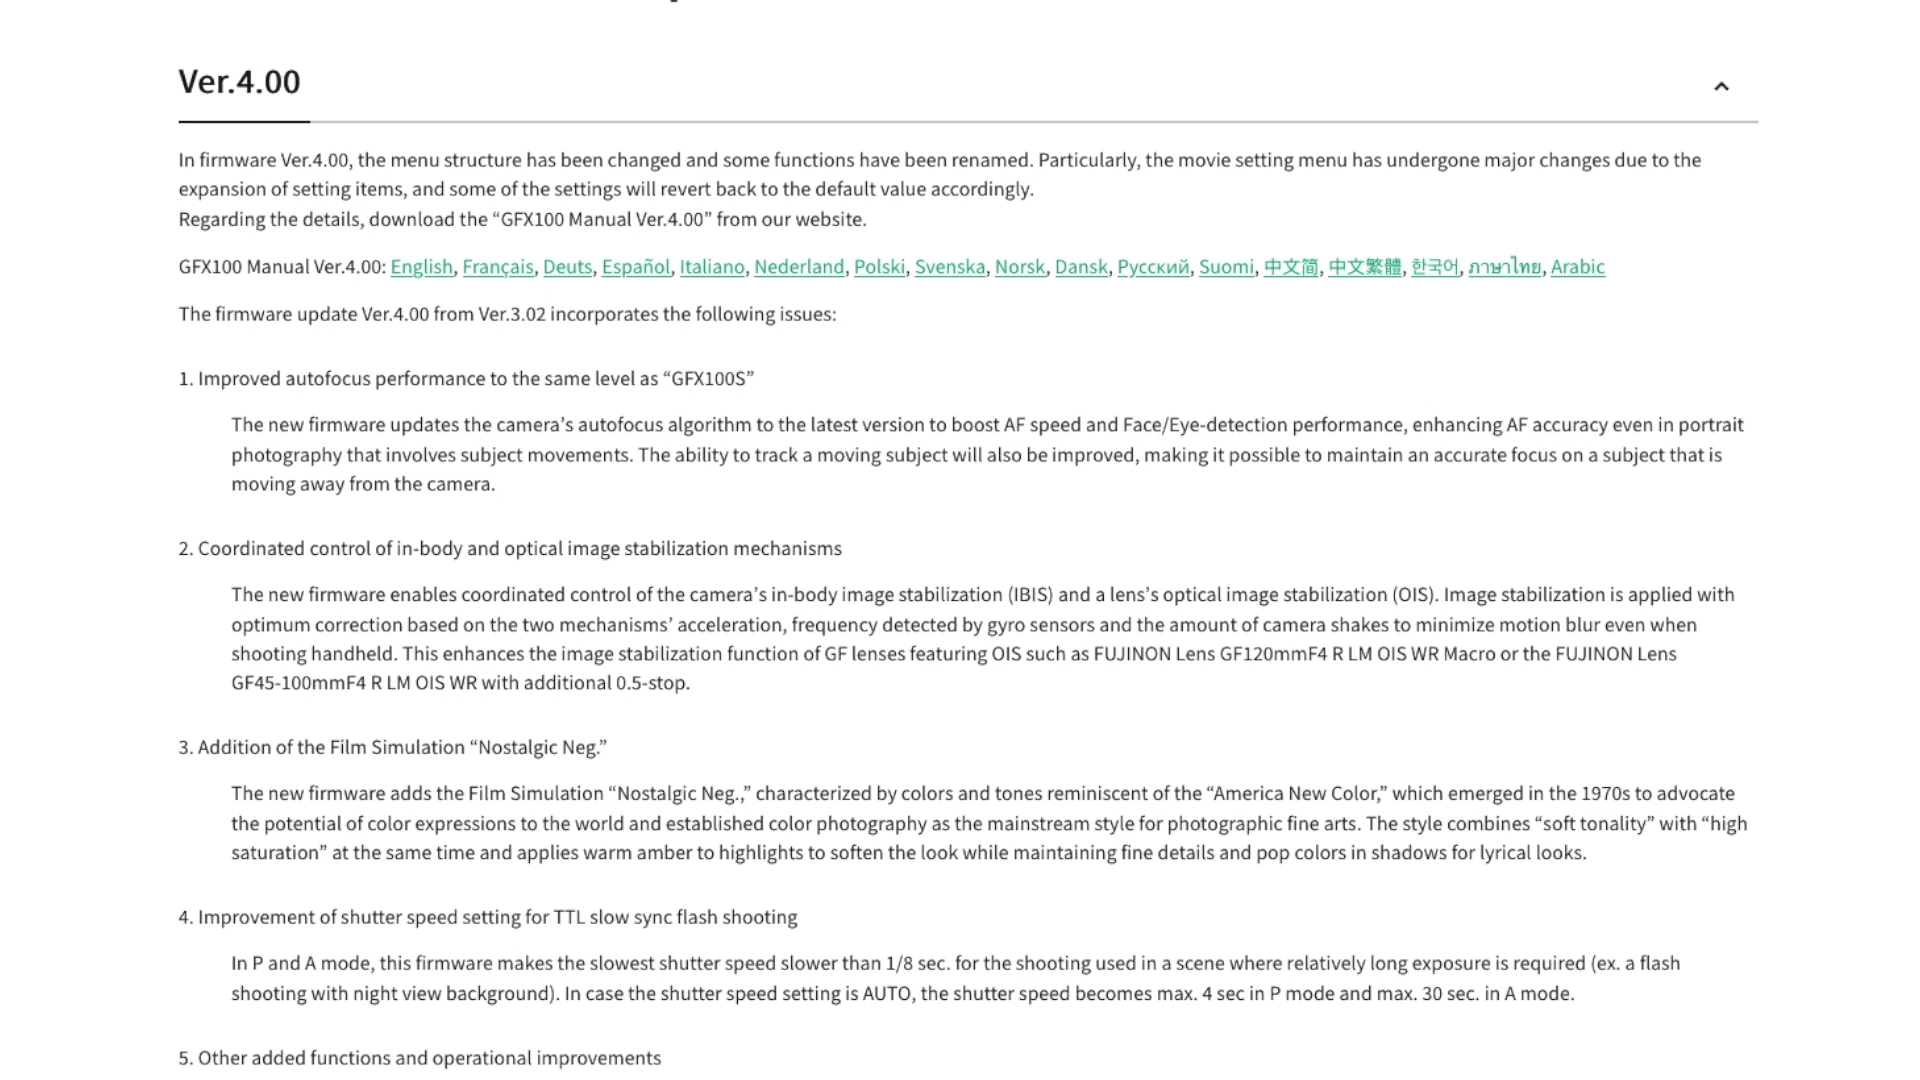 Ver.4.00
In firmware Ver.4.00, the menu structure has been changed and some functions have been renamed. Particularly, the movie setting menu has undergone major changes due to the
expansion of setting items, and some of the settings will revert back to the default value accordingly.
Regarding the details, download the “GFX100 Manual Ver.4.00” from our website.
GFX100 Manual Ver.4.00: English, Français, Deuts, Español, Italiano, Nederland, Polski, Svenska, Norsk, Dansk, Русский, Suomi, 中文简, 中文繁體, 한국어, ภาษาไทย, Arabic
The firmware update Ver.4.00 from Ver.3.02 incorporates the following issues:
1. Improved autofocus performance to the same level as “GFX100S”
The new firmware updates the camera’s autofocus algorithm to the latest version to boost AF speed and Face/Eye-detection performance, enhancing AF accuracy even in portrait
photography that involves subject movements. The ability to track a moving subject will also be improved, making it possible to maintain an accurate focus on a subject that is
moving away from the camera.
2. Coordinated control of in-body and optical image stabilization mechanisms
The new firmware enables coordinated control of the camera’s in-body image stabilization (IBIS) and a lens’s optical image stabilization (OIS). Image stabilization is applied with
optimum correction based on the two mechanisms’ acceleration, frequency detected by gyro sensors and the amount of camera shakes to minimize motion blur even when
shooting handheld. This enhances the image stabilization function of GF lenses featuring OIS such as FUJINON Lens GF120mmF4 R LM OIS WR Macro or the FUJINON Lens
GF45-100mmF4 R LM OIS WR with additional 0.5-stop.
3. Addition of the Film Simulation “Nostalgic Neg.”
The new firmware adds the Film Simulation “Nostalgic Neg.,” characterized by colors and tones reminiscent of the “America New Color,” which emerged in the 1970s to advocate
the potential of color expressions to the world and established color photography as the mainstream style for photographic fine arts. The style combines “soft tonality” with “high
saturation” at the same time and applies warm amber to highlights to soften the look while maintaining fine details and pop colors in shadows for lyrical looks.
4. Improvement of shutter speed setting for TTL slow sync flash shooting
In P and A mode, this firmware makes the slowest shutter speed slower than 1/8 sec. for the shooting used in a scene where relatively long exposure is required (ex. a flash
shooting with night view background). In case the shutter speed setting is AUTO, the shutter speed becomes max. 4 sec in P mode and max. 30 sec. in A mode.
5. Other added functions and operational improvements